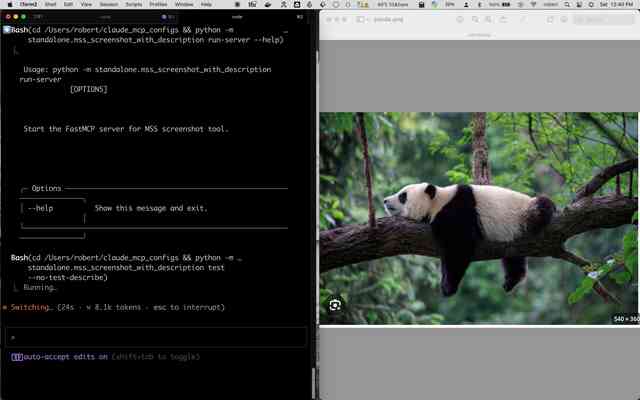 iTerm2 Shell Edit View Session Scripts Profiles Window Help
Sat 12:40 PM
node
⌘2
panda.png
Bash(cd /Users/robert/claude_mcp_configs && python -m …
standalone.mss_screenshot_with_description run-server --help)
Usage: python -m standalone.mss_screenshot_with_description
run-server
[OPTIONS]
Start the FastMCP server for MSS screenshot tool.
Options
--help Show this message and exit.
Bash(cd /Users/robert/claude_mcp_configs && python -m …
standalone.mss_screenshot_with_description test
--no-test-describe)
Running…
Switching… (24s · 8.1k tokens · esc to interrupt)
>
auto-accept edits on (shift+tab to toggle)
540 × 360